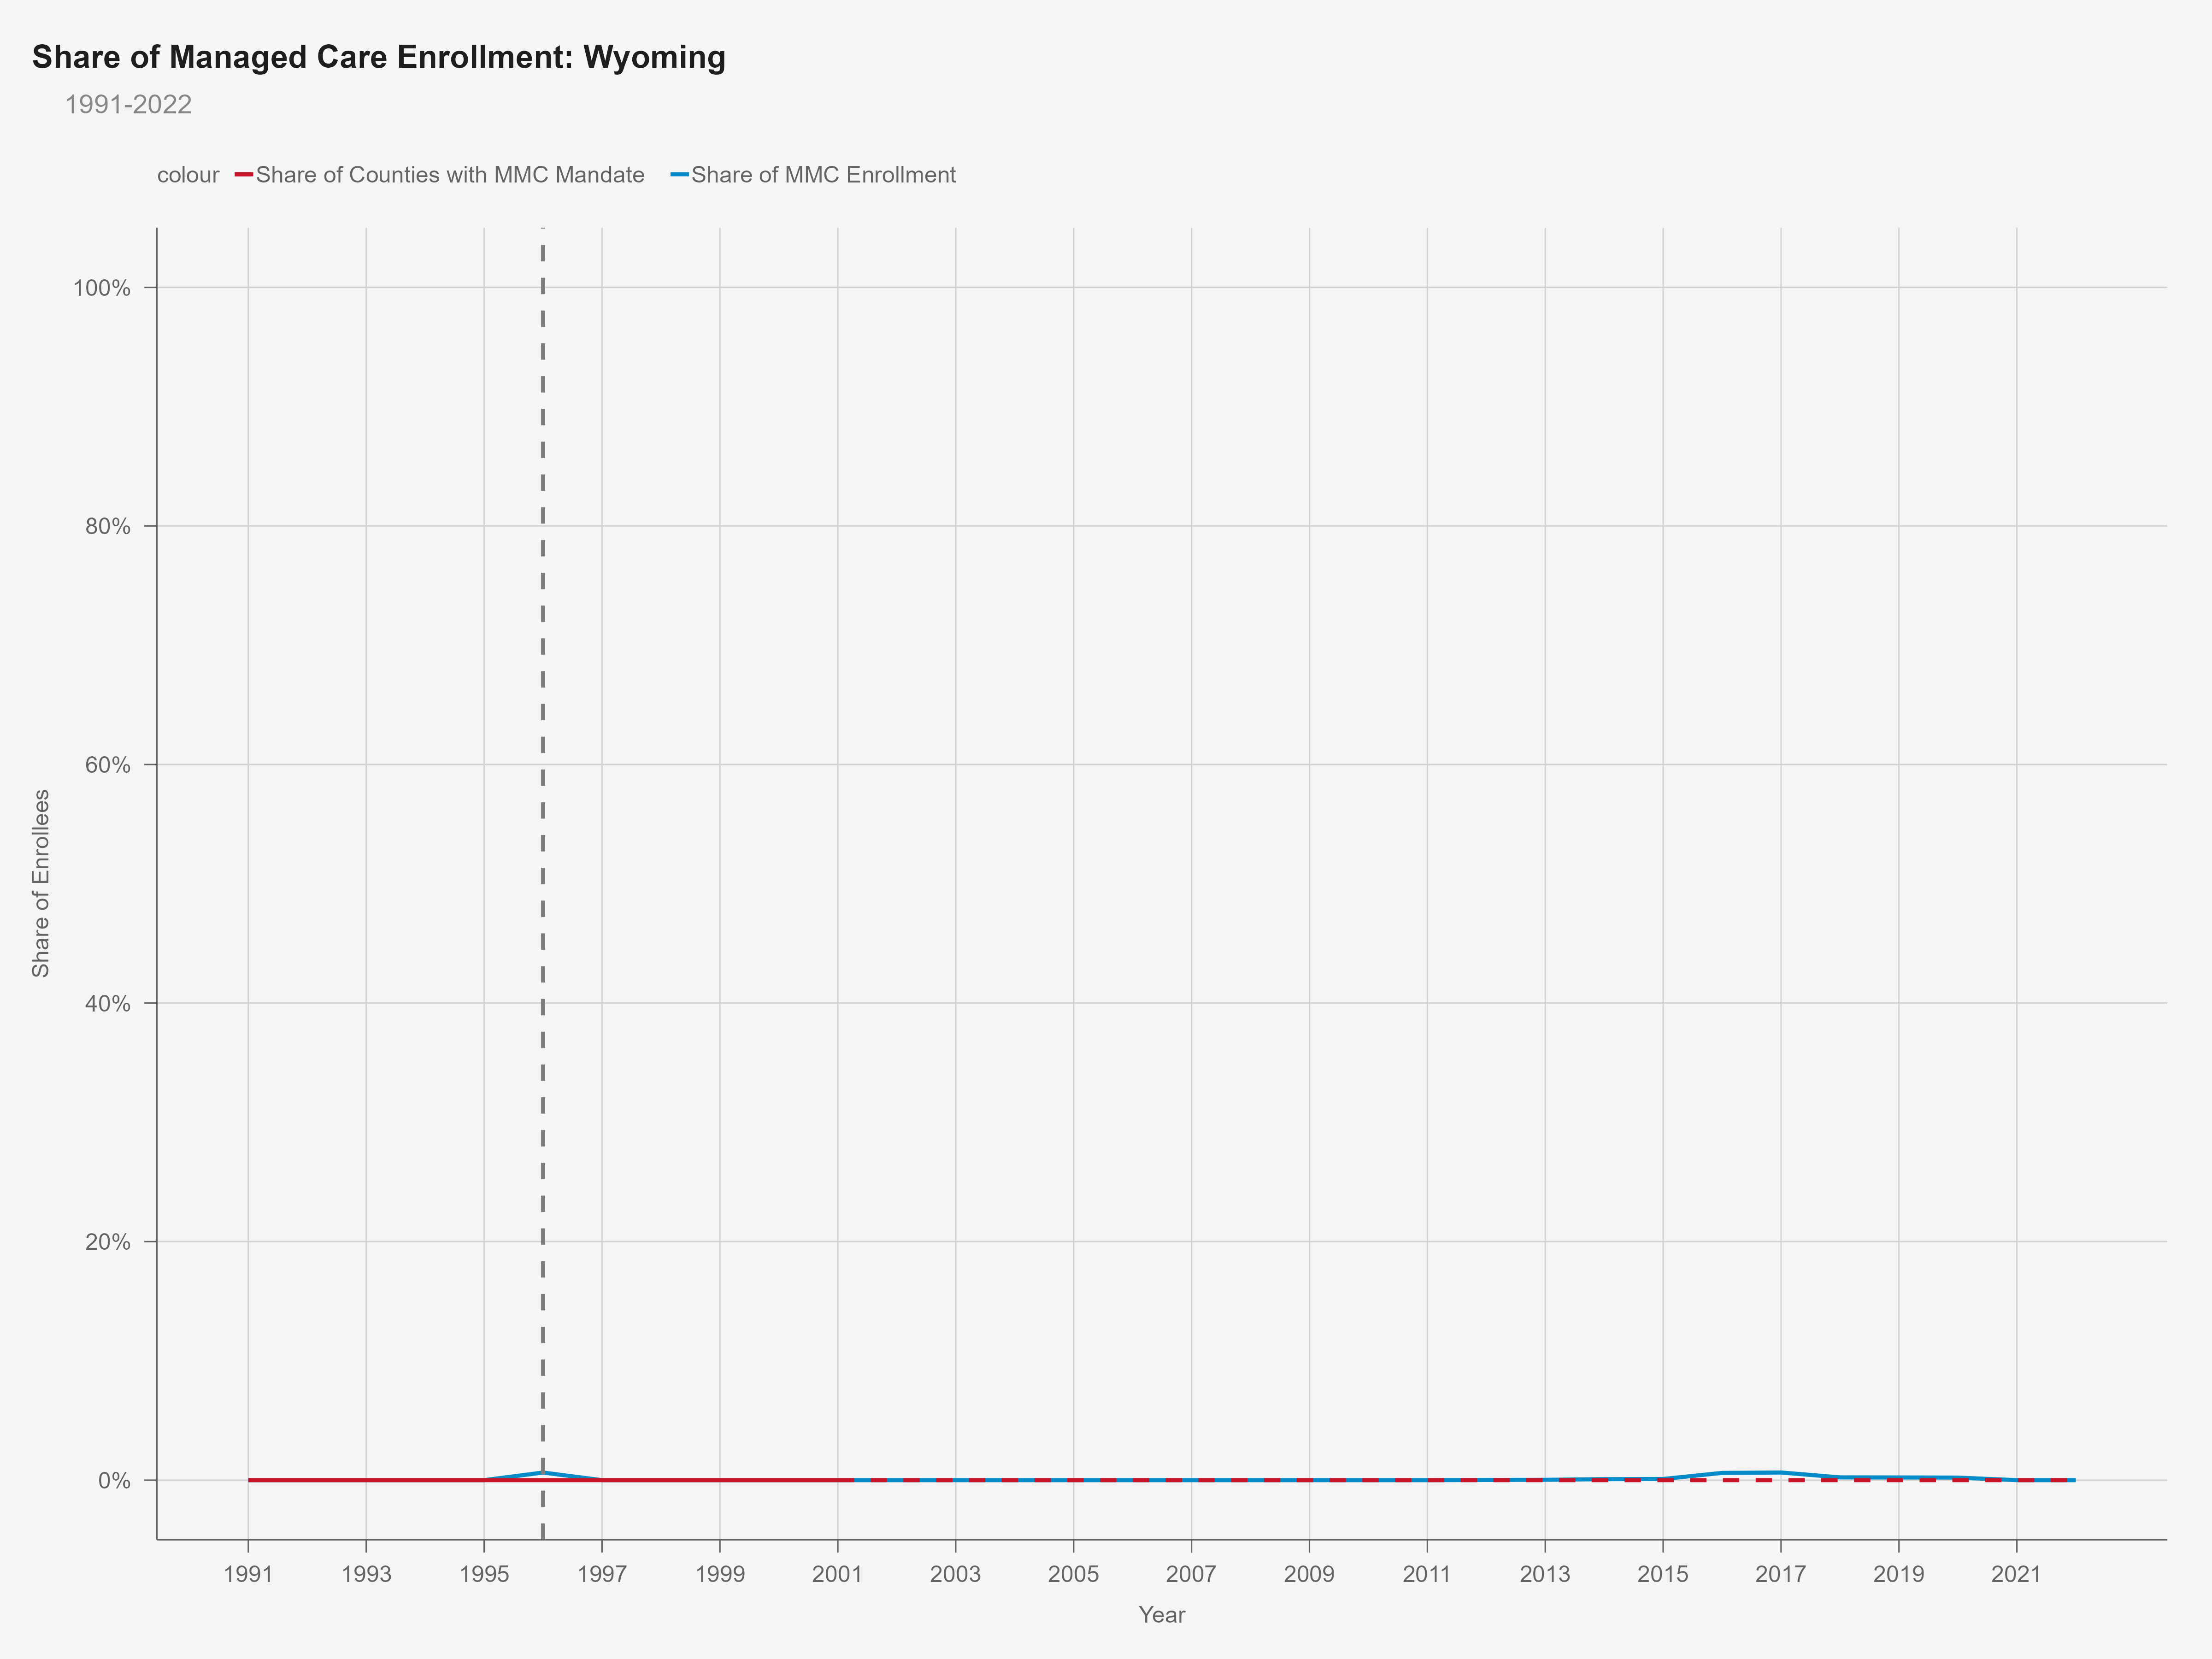 Share of Managed Care Enrollment: Wyoming
1991-2022
colour Share of Counties with MMC Mandate Share of MMC Enrollment
100%
80%
60%
40%
20%
0%
Share of Enrollees
1991 1993 1995 1997 1999 2001 2003 2005 2007 2009 2011 2013 2015 2017 2019 2021
Year